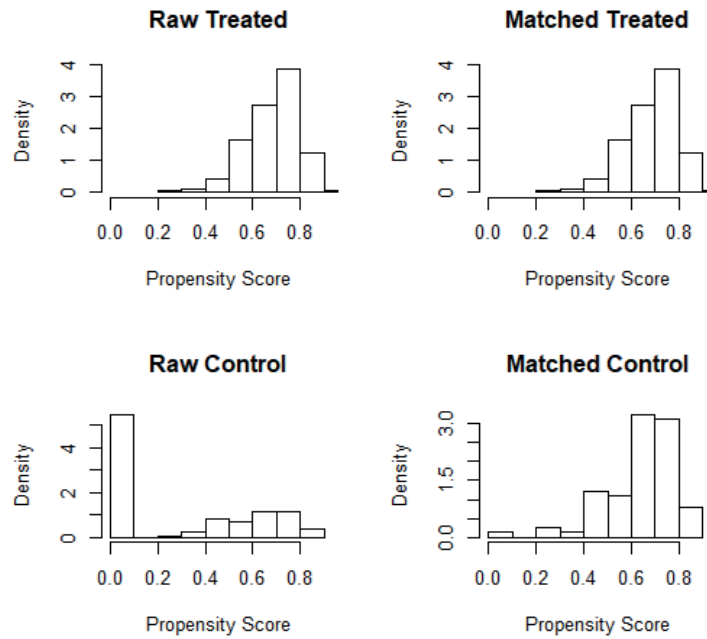 Raw Treated
Density
0 1 2 3 4
0.0 0.2 0.4 0.6 0.8
Propensity Score
Matched Treated
Density
0 1 2 3 4
0.0 0.2 0.4 0.6 0.8
Propensity Score
Raw Control
Density
0 2 4
0.0 0.2 0.4 0.6 0.8
Propensity Score
Matched Control
Density
0.0 1.5 3.0
0.0 0.2 0.4 0.6 0.8
Propensity Score